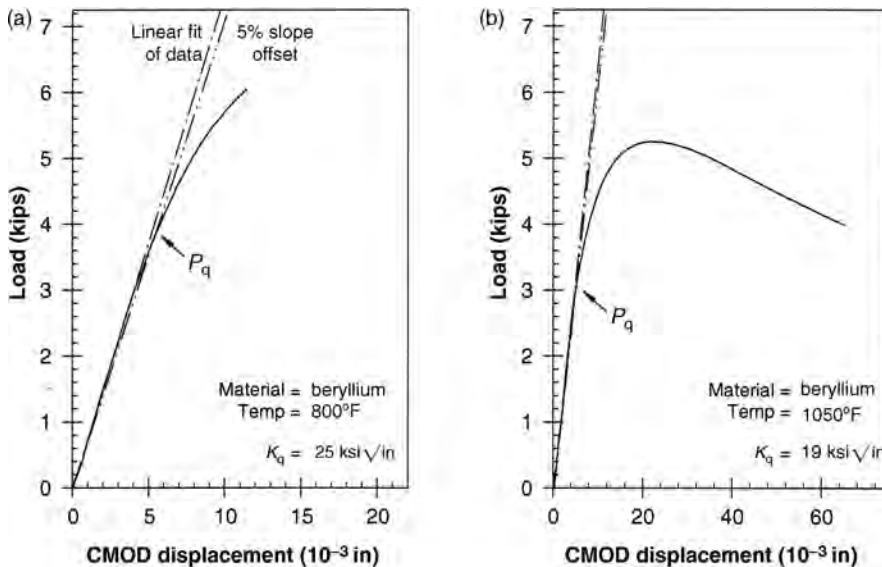 (a)
Linear fit
of data
5% slope
offset
7
6
5
4
3
2
1
0
Load (kips)
P_q
Material = beryllium
Temp = 800°F
K_q = 25 ksi √in
0 5 10 15 20
CMOD displacement (10⁻³ in)
(b)
7
6
5
4
3
2
1
0
Load (kips)
P_q
Material = beryllium
Temp = 1050°F
K_q = 19 ksi √in
0 20 40 60
CMOD displacement (10⁻³ in)